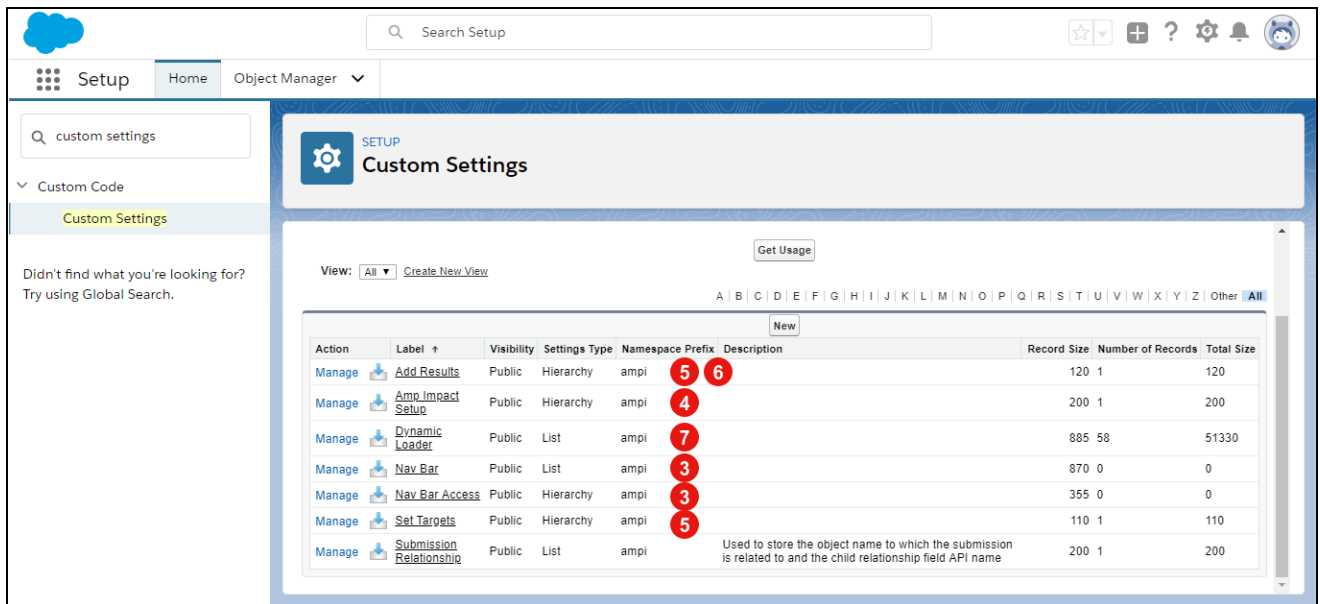 Search Setup
Setup Home Object Manager
custom settings
Custom Code
Custom Settings
Didn't find what you're looking for?
Try using Global Search.
SETUP
Custom Settings
Get Usage
View: All Create New View
A | B | C | D | E | F | G | H | I | J | K | L | M | N | O | P | Q | R | S | T | U | V | W | X | Y | Z | Other All
New
Action Label Visibility Settings Type Namespace Prefix Description Record Size Number of Records Total Size
Manage Add Results Public Hierarchy ampi 5 6 120 1 120
Manage Amp Impact Setup Public Hierarchy ampi 4 200 1 200
Manage Dynamic Loader Public List ampi 7 885 58 51330
Manage Nav Bar Public List ampi 3 870 0 0
Manage Nav Bar Access Public Hierarchy ampi 3 355 0 0
Manage Set Targets Public Hierarchy ampi 5 110 1 110
Manage Submission Relationship Public List ampi Used to store the object name to which the submission is related to and the child relationship field API name 200 1 200